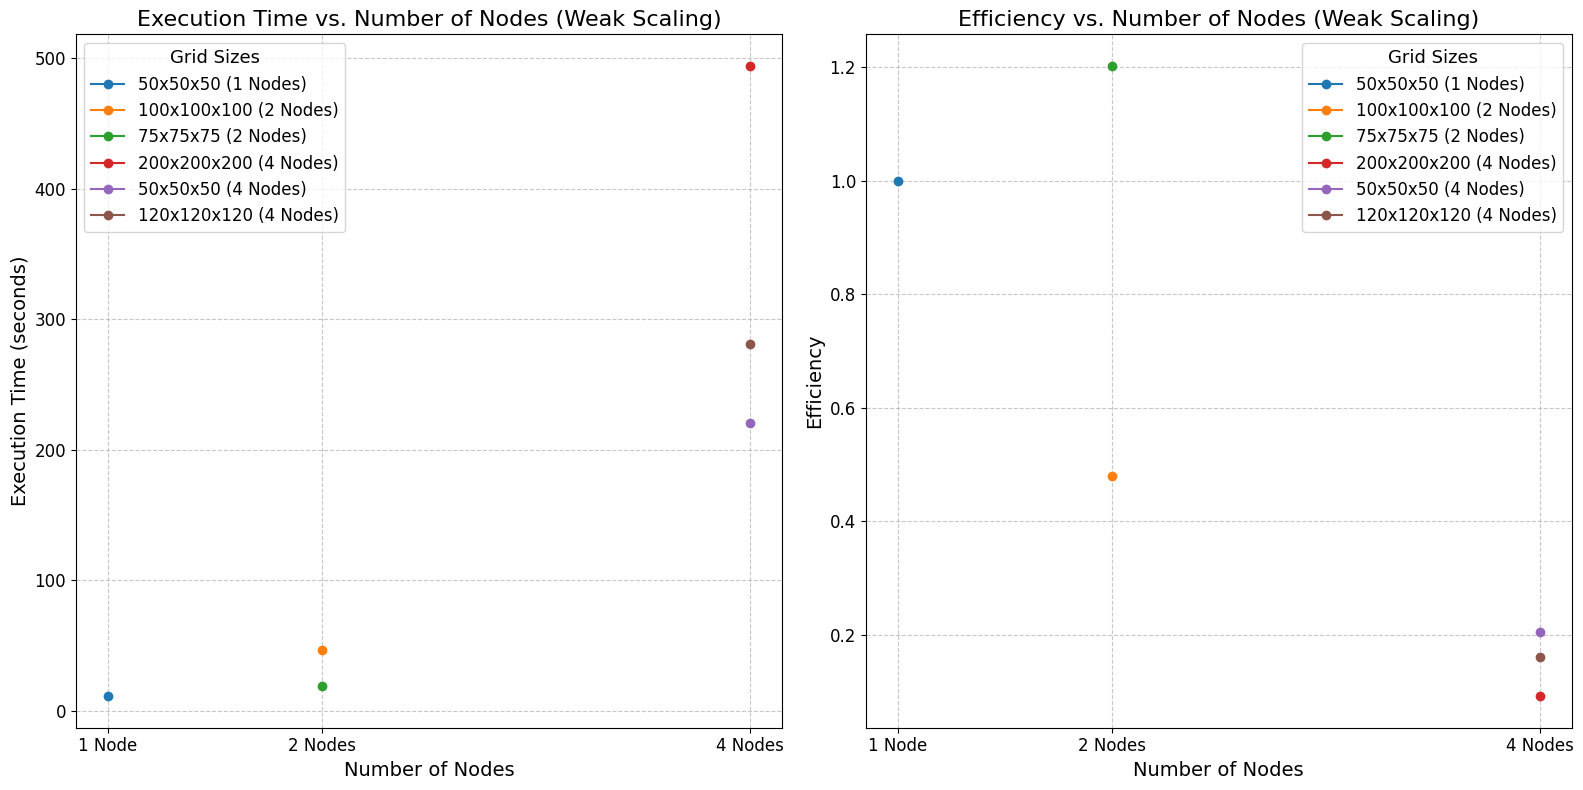 Execution Time vs. Number of Nodes (Weak Scaling)
Execution Time (seconds)
500
400
300
200
100
0
Grid Sizes
50x50x50 (1 Nodes)
100x100x100 (2 Nodes)
75x75x75 (2 Nodes)
200x200x200 (4 Nodes)
50x50x50 (4 Nodes)
120x120x120 (4 Nodes)
1 Node
2 Nodes
4 Nodes
Number of Nodes
Efficiency vs. Number of Nodes (Weak Scaling)
Efficiency
1.2
1.0
0.8
0.6
0.4
0.2
Grid Sizes
50x50x50 (1 Nodes)
100x100x100 (2 Nodes)
75x75x75 (2 Nodes)
200x200x200 (4 Nodes)
50x50x50 (4 Nodes)
120x120x120 (4 Nodes)
1 Node
2 Nodes
4 Nodes
Number of Nodes